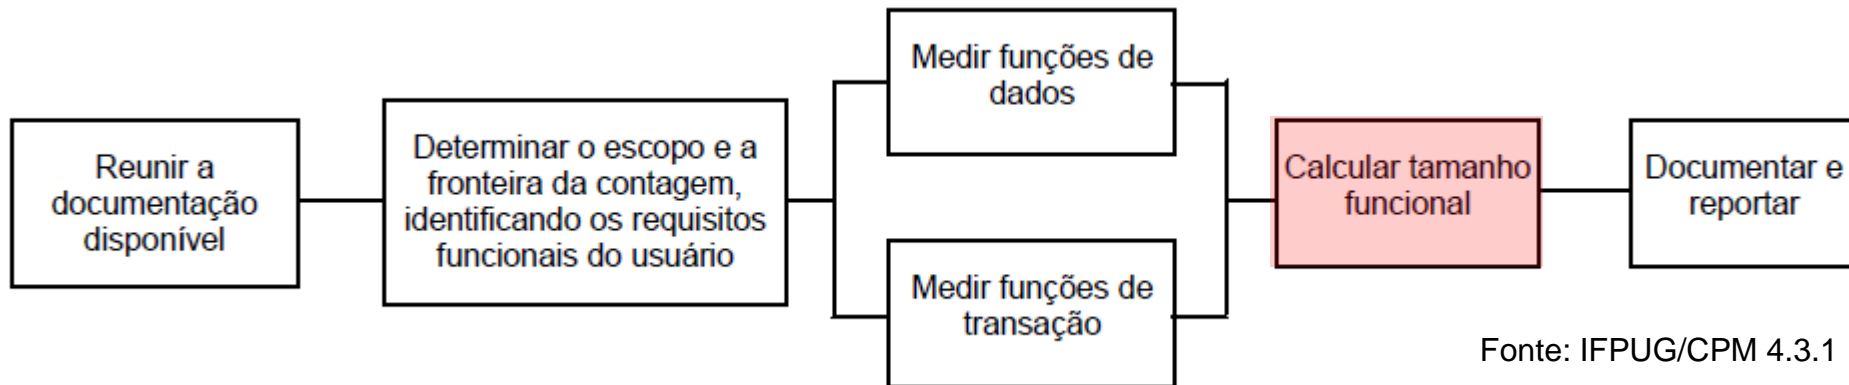 Reunir a
documentação
disponível
Determinar o escopo e a
fronteira da contagem,
identificando os requisitos
funcionais do usuário
Medir funções de
dados
Medir funções de
transação
Calcular tamanho
funcional
Documentar e
reportar
Fonte: IFPUG/CPM 4.3.1